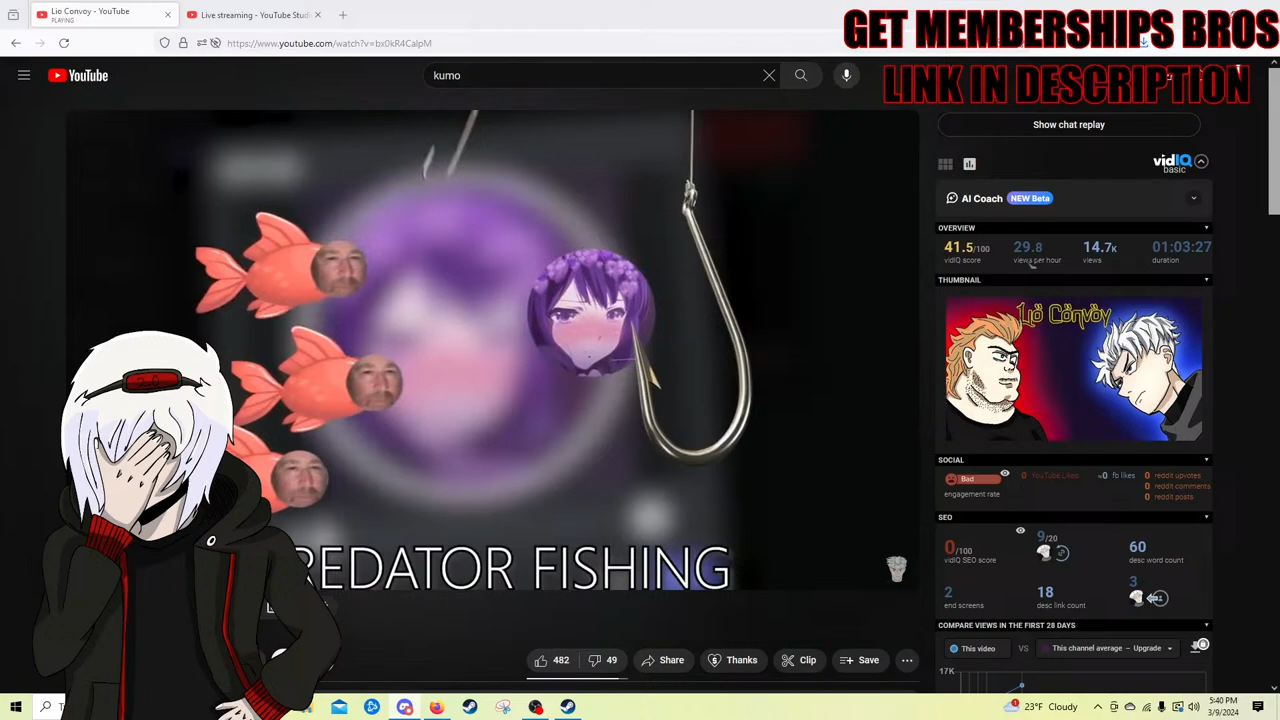 Lio Convoy - YouTube
PLAYING
Live streaming - YouTube Studi
GET MEMBERSHIPS BROS
https://www.youtube.com/watch?v=bx0kR4CalpM
YouTube
kumo
LINK IN DESCRIPTION
Show chat replay
vidIQ
basic
AI Coach NEW Beta
OVERVIEW
41.5/100 29.8 14.7K 01:03:27
vidIQ score views per hour views duration
THUMBNAIL
Lio Convoy
SOCIAL
Bad 0 YouTube Likes ≈0 fb likes 0 reddit upvotes
engagement rate 0 reddit comments
0 reddit posts
SEO
0/100 9/20 60
vidIQ SEO score desc word count
2 18 3
end screens desc link count
COMPARE VIEWS IN THE FIRST 28 DAYS
This video VS This channel average – Upgrade
17K
REDATOR FISHING
482 49 Share Thanks Clip Save
23°F Cloudy
5:40 PM
3/9/2024